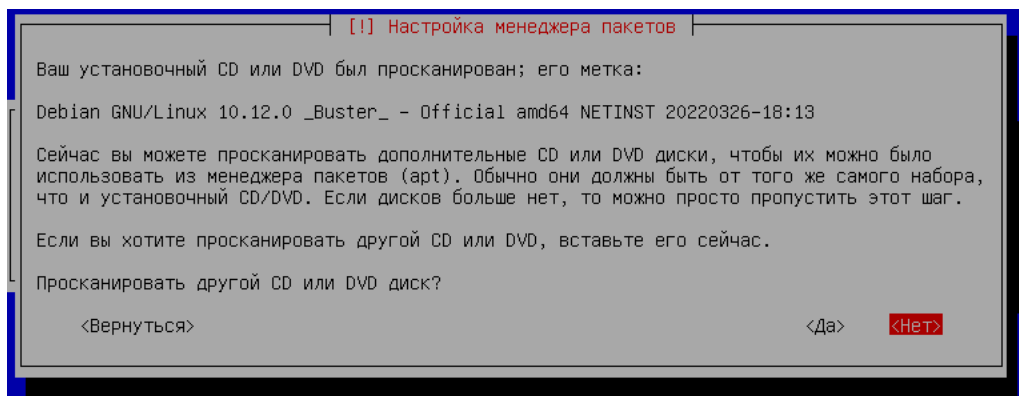 [!] Настройка менеджера пакетов
Ваш установочный CD или DVD был просканирован; его метка:
Debian GNU/Linux 10.12.0 _Buster_ - Official amd64 NETINST 20220326-18:13
Сейчас вы можете просканировать дополнительные CD или DVD диски, чтобы их можно было
использовать из менеджера пакетов (apt). Обычно они должны быть от того же самого набора,
что и установочный CD/DVD. Если дисков больше нет, то можно просто пропустить этот шаг.
Если вы хотите просканировать другой CD или DVD, вставьте его сейчас.
Просканировать другой CD или DVD диск?
<Вернуться> <Да> <Нет>